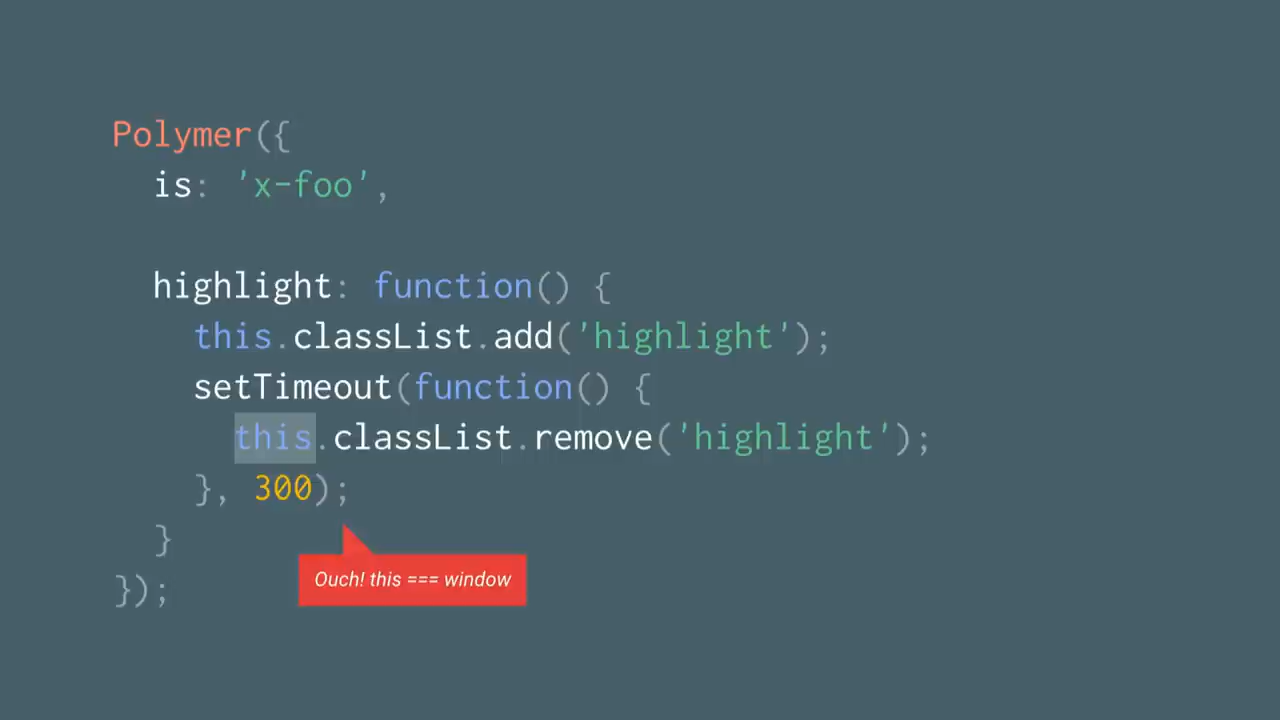 Polymer({
is: 'x-foo',
highlight: function() {
this.classList.add('highlight');
setTimeout(function() {
this.classList.remove('highlight');
}, 300);
}
});
Ouch! this === window